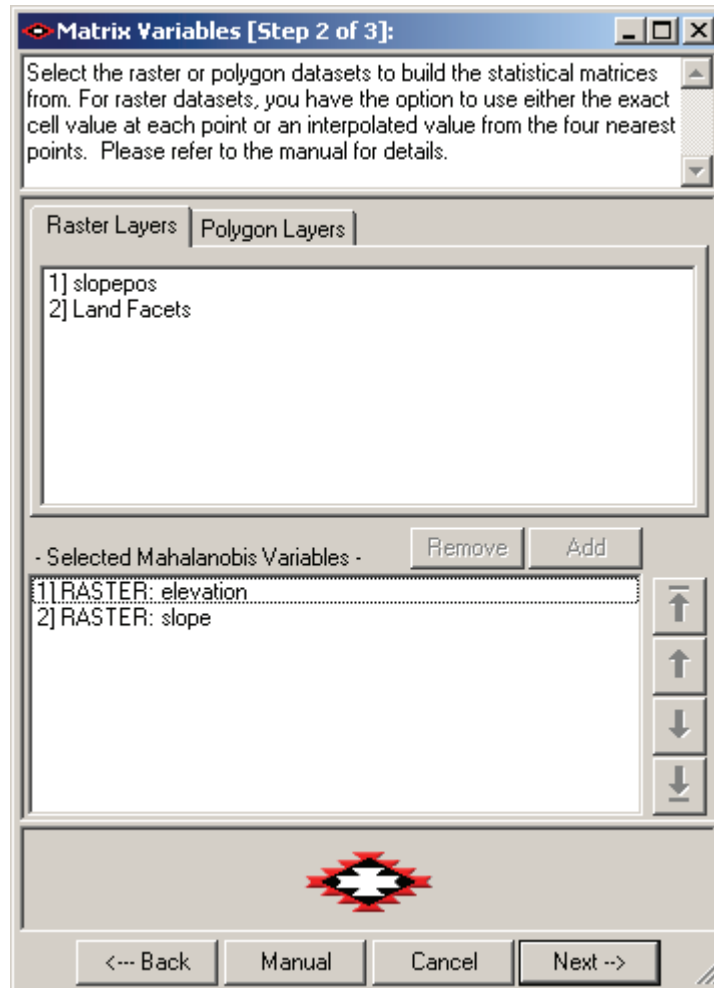 Matrix Variables [Step 2 of 3]:
Select the raster or polygon datasets to build the statistical matrices
from. For raster datasets, you have the option to use either the exact
cell value at each point or an interpolated value from the four nearest
points.  Please refer to the manual for details.
Raster Layers
Polygon Layers
1] slopepos
2] Land Facets
- Selected Mahalanobis Variables -
Remove
Add
1] RASTER: elevation
2] RASTER: slope
<--- Back
Manual
Cancel
Next -->